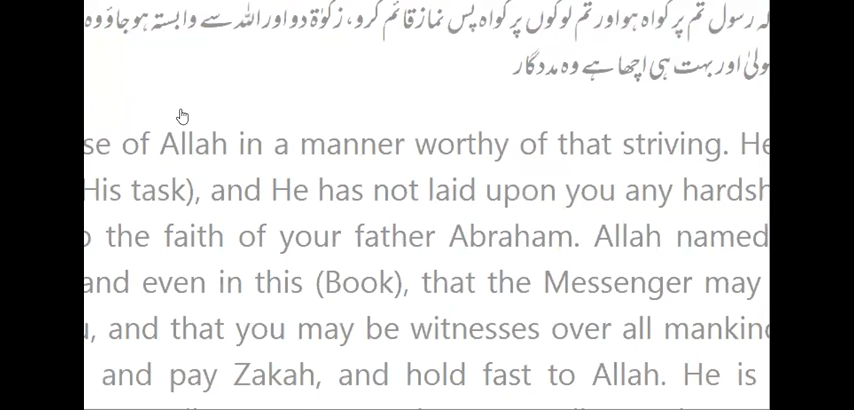 رسول تم پر گواہ ہو اور تم لوگوں پر گواہ پس نماز قائم کرو، زکوٰۃ دو اور اللہ سے وابستہ ہو جاؤ وہ
اور بہت ہی اچھا ہے وہ مددگار
se of Allah in a manner worthy of that striving. He
His task), and He has not laid upon you any hardsh
the faith of your father Abraham. Allah named
and even in this (Book), that the Messenger may
, and that you may be witnesses over all mankind
and pay Zakah, and hold fast to Allah. He is